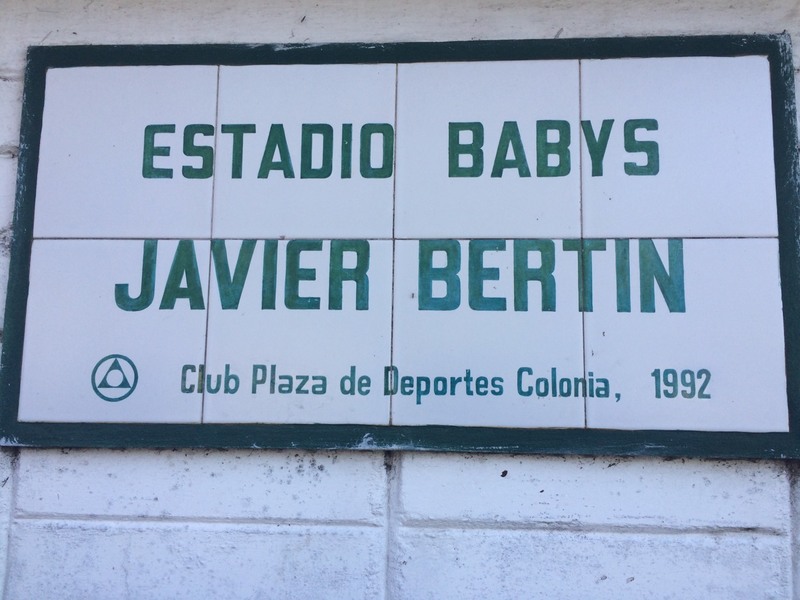 ESTADIO BABYS
JAVIER BERTIN
Club Plaza de Deportes Colonia, 1992